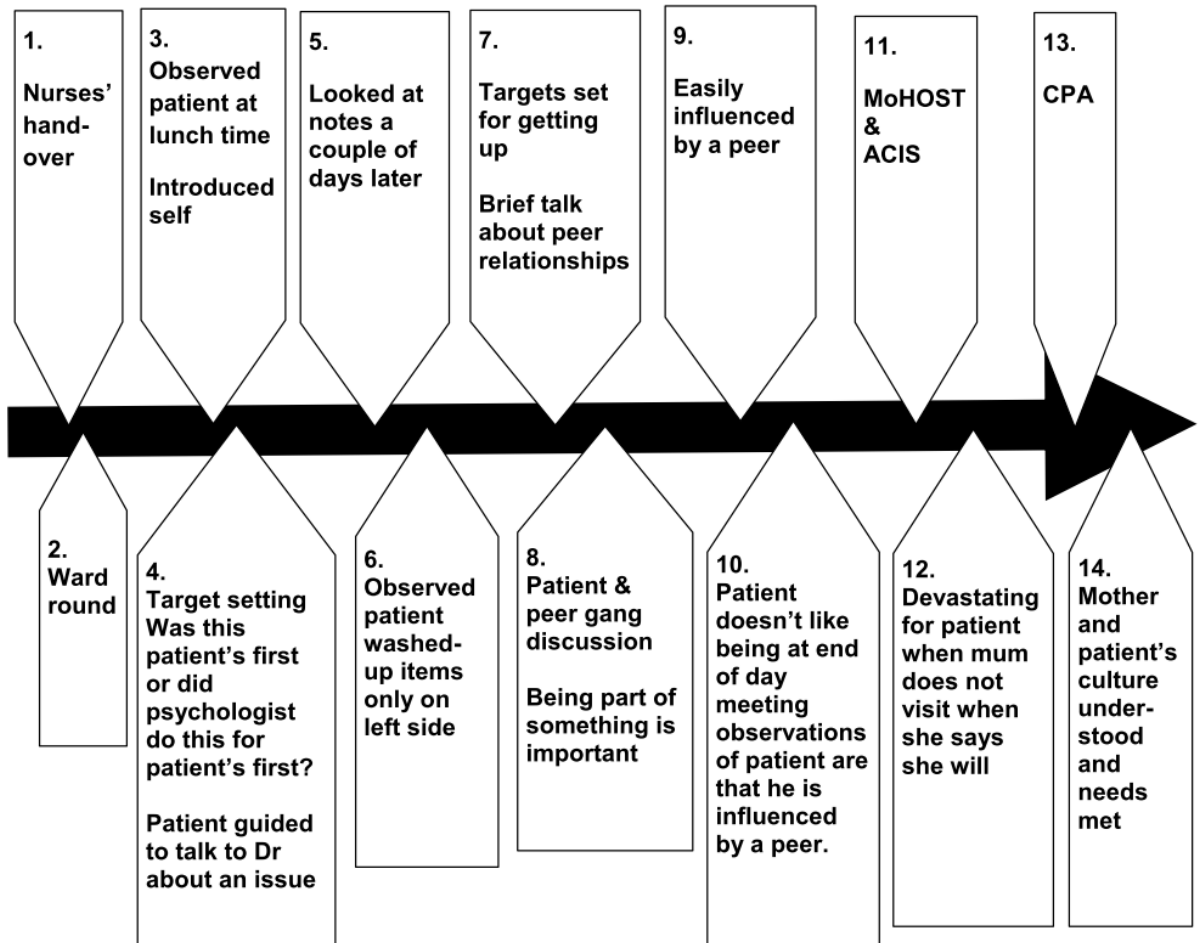 1.
Nurses’
hand-
over
2.
Ward
round
3.
Observed
patient at
lunch time
Introduced
self
4.
Target setting
Was this
patient’s first
or did
psychologist
do this for
patient’s first?
Patient guided
to talk to Dr
about an issue
5.
Looked at
notes a
couple of
days later
6.
Observed
patient
washed-
up items
only on
left side
7.
Targets set
for getting
up
Brief talk
about peer
relationships
8.
Patient &
peer gang
discussion
Being part of
something is
important
9.
Easily
influenced
by a peer
10.
Patient
doesn’t like
being at end
of day
meeting
observations
of patient are
that he is
influenced
by a peer.
11.
MoHOST
&
ACIS
12.
Devastating
for patient
when mum
does not
visit when
she says
she will
13.
CPA
14.
Mother
and
patient’s
culture
under-
stood
and
needs
met